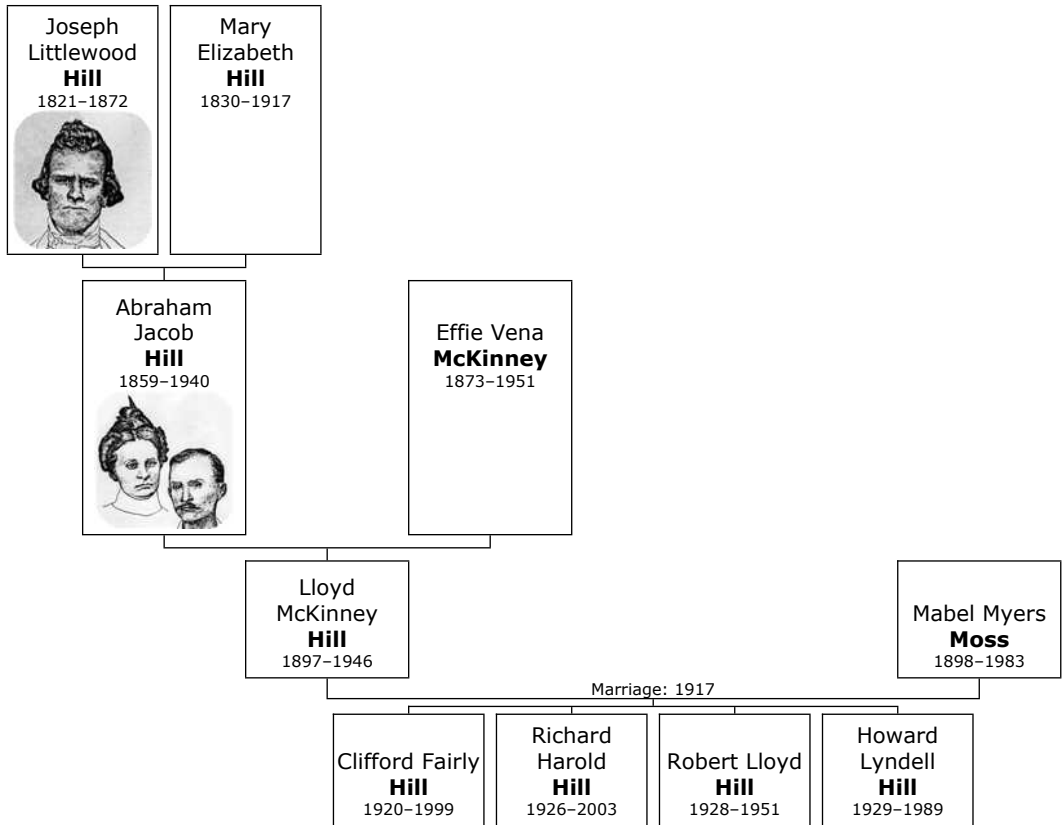 Joseph
Littlewood
Hill
1821–1872
Mary
Elizabeth
Hill
1830–1917
Abraham
Jacob
Hill
1859–1940
Effie Vena
McKinney
1873–1951
Lloyd
McKinney
Hill
1897–1946
Mabel Myers
Moss
1898–1983
Marriage: 1917
Clifford Fairly
Hill
1920–1999
Richard
Harold
Hill
1926–2003
Robert Lloyd
Hill
1928–1951
Howard
Lyndell
Hill
1929–1989